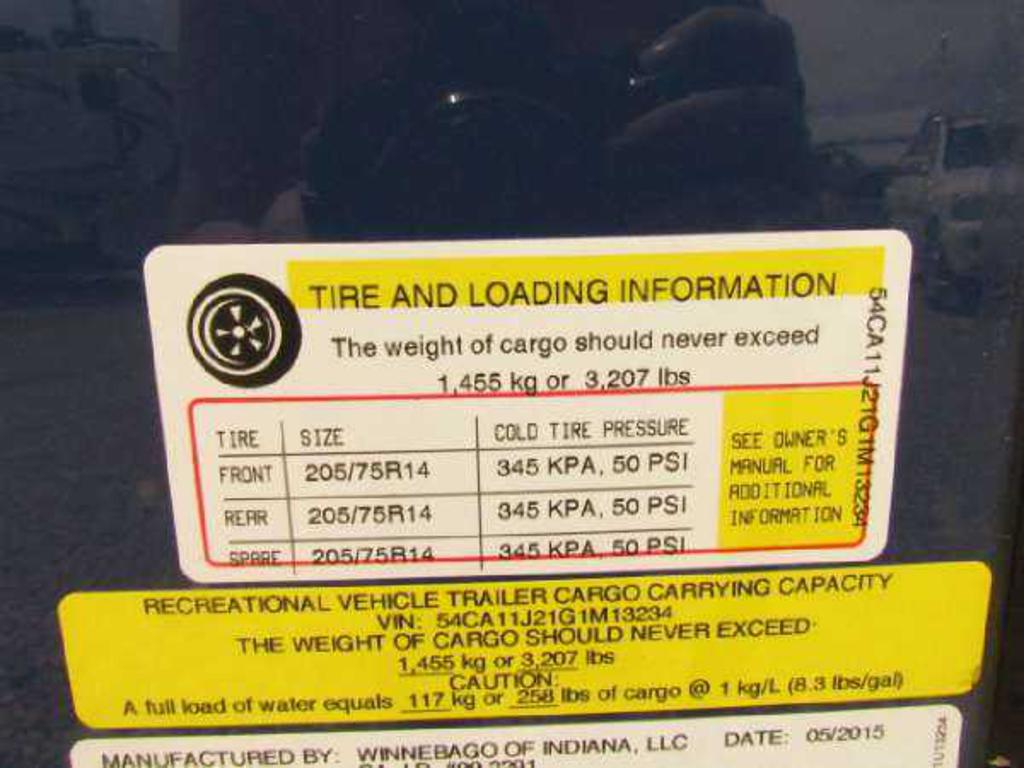 TIRE AND LOADING INFORMATION
The weight of cargo should never exceed
1,455 kg or 3,207 lbs
TIRE SIZE COLD TIRE PRESSURE
FRONT 205/75R14 345 KPA, 50 PSI
REAR 205/75R14 345 KPA, 50 PSI
SPARE 205/75R14 345 KPA, 50 PSI
SEE OWNER'S
MANUAL FOR
ADDITIONAL
INFORMATION
54CA11J21G1M13234
RECREATIONAL VEHICLE TRAILER CARGO CARRYING CAPACITY
VIN: 54CA11J21G1M13234
THE WEIGHT OF CARGO SHOULD NEVER EXCEED
1,455 kg or 3,207 lbs
CAUTION:
A full load of water equals 117 kg or 258 lbs of cargo @ 1 kg/L (8.3 lbs/gal)
MANUFACTURED BY: WINNEBAGO OF INDIANA, LLC DATE: 05/2015